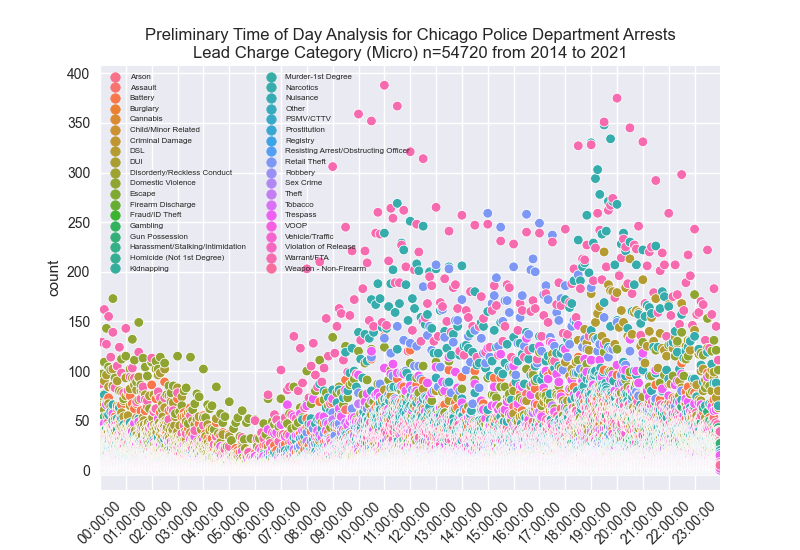 Preliminary Time of Day Analysis for Chicago Police Department Arrests
Lead Charge Category (Micro) n=54720 from 2014 to 2021
count
400
350
300
250
200
150
100
50
0
Arson
Assault
Battery
Burglary
Cannabis
Child/Minor Related
Criminal Damage
DSL
DUI
Disorderly/Reckless Conduct
Domestic Violence
Escape
Firearm Discharge
Fraud/ID Theft
Gambling
Gun Possession
Harassment/Stalking/Intimidation
Homicide (Not 1st Degree)
Kidnapping
Murder-1st Degree
Narcotics
Nuisance
Other
PSMV/CTTV
Prostitution
Registry
Resisting Arrest/Obstructing Officer
Retail Theft
Robbery
Sex Crime
Theft
Tobacco
Trespass
VOOP
Vehicle/Traffic
Violation of Release
Warrant/FTA
Weapon - Non-Firearm
00:00:00
01:00:00
02:00:00
03:00:00
04:00:00
05:00:00
06:00:00
07:00:00
08:00:00
09:00:00
10:00:00
11:00:00
12:00:00
13:00:00
14:00:00
15:00:00
16:00:00
17:00:00
18:00:00
19:00:00
20:00:00
21:00:00
22:00:00
23:00:00